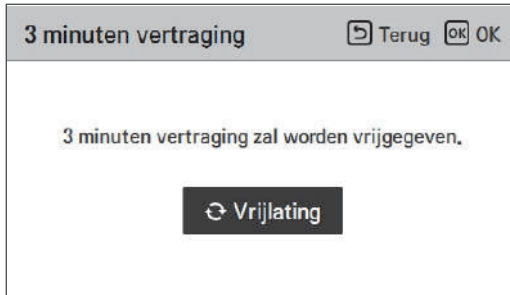 3 minuten vertraging Terug OK OK
3 minuten vertraging zal worden vrijgegeven.
Vrijlating